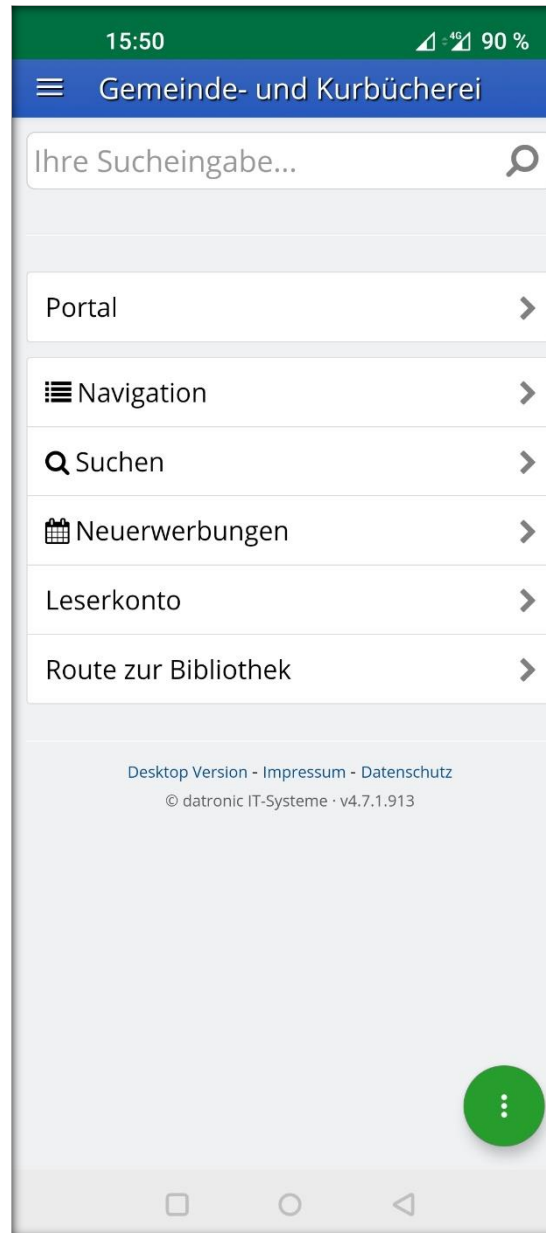 15:50 4G 90 %
Gemeinde- und Kurbücherei
Ihre Sucheingabe...
Portal
Navigation
Suchen
Neuerwerbungen
Leserkonto
Route zur Bibliothek
Desktop Version - Impressum - Datenschutz
© datronic IT-Systeme · v4.7.1.913